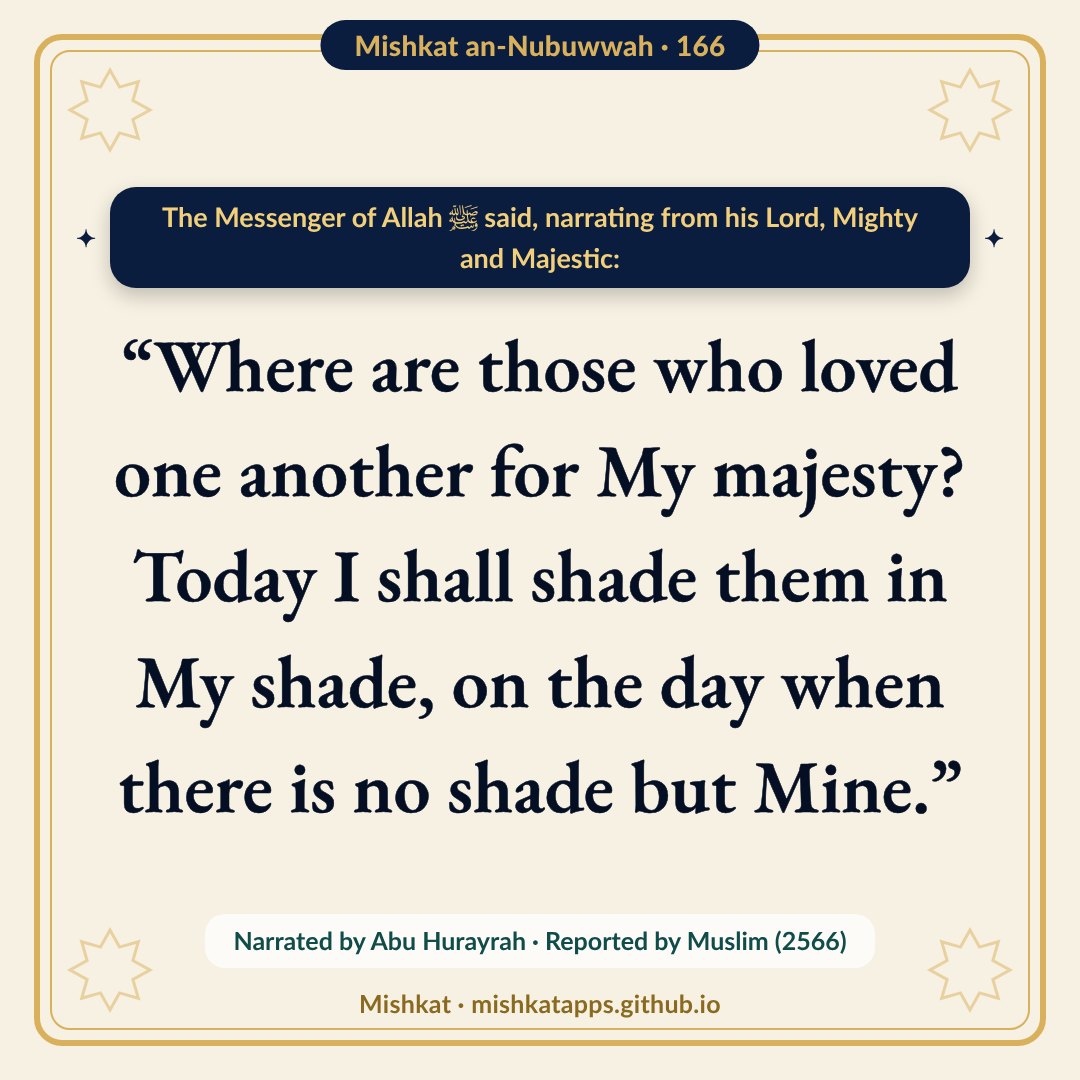 Mishkat an-Nubuwwah · 166
The Messenger of Allah ﷺ said, narrating from his Lord, Mighty
and Majestic:
“Where are those who loved
one another for My majesty?
Today I shall shade them in
My shade, on the day when
there is no shade but Mine.”
Narrated by Abu Hurayrah · Reported by Muslim (2566)
Mishkat · mishkatapps.github.io